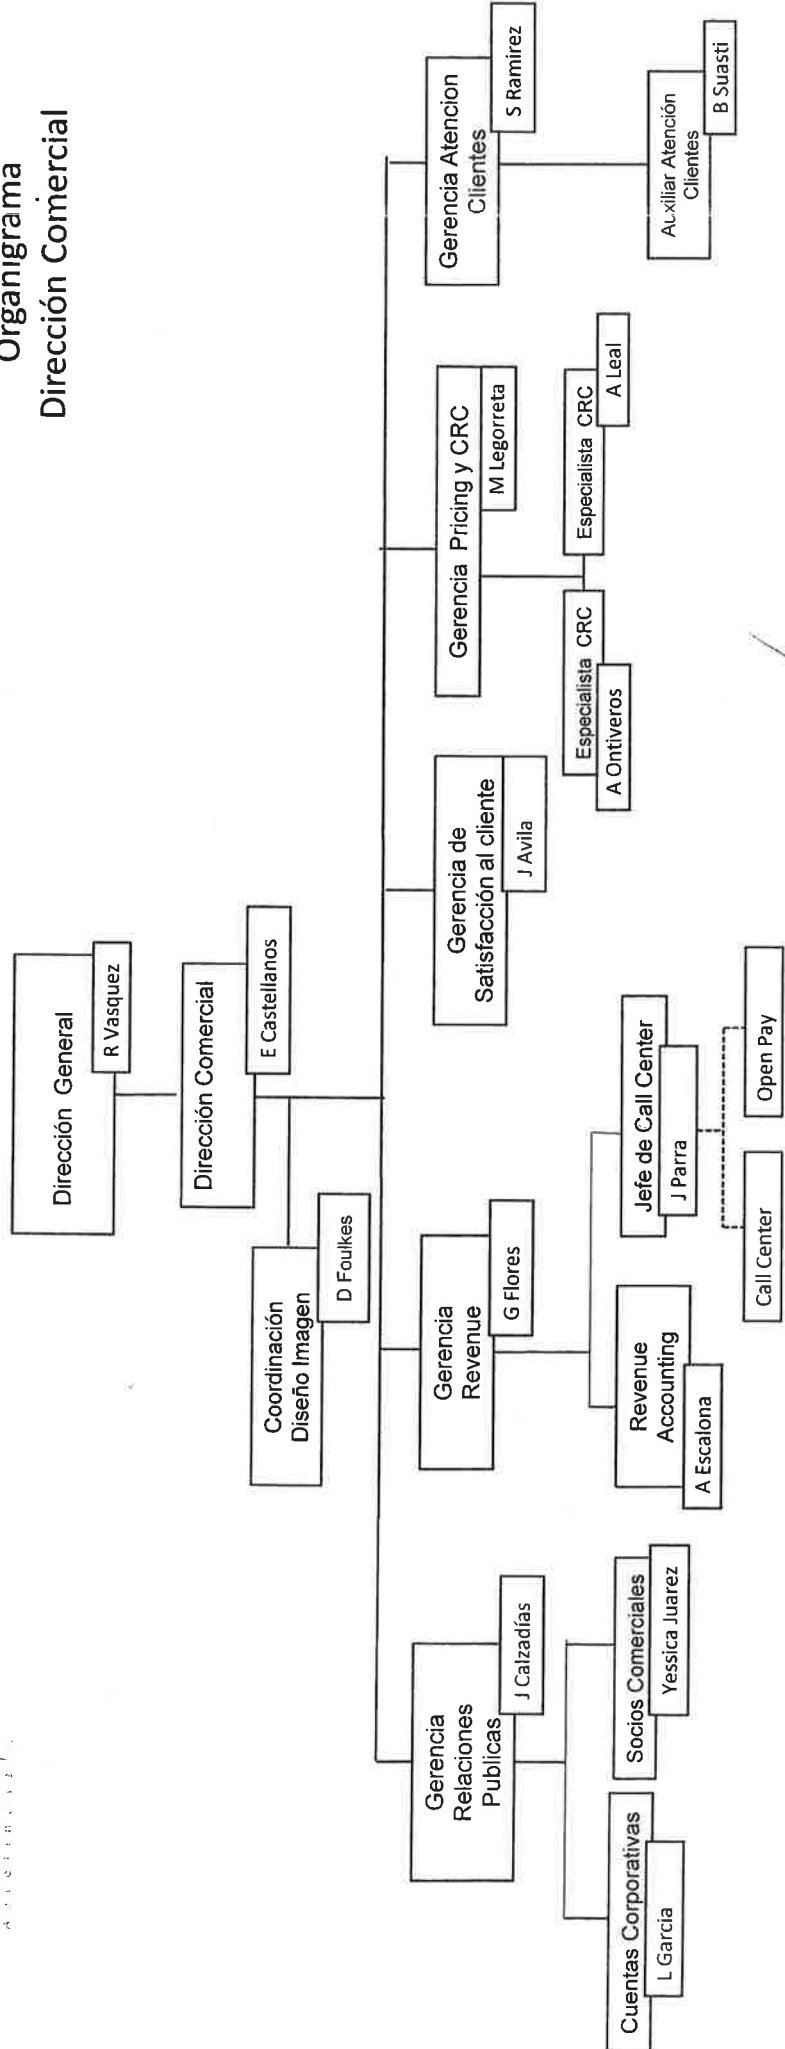 Organigrama
Dirección Comercial
Dirección General
R Vasquez
Dirección Comercial
E Castellanos
Coordinación
Diseño Imagen
D Foulkes
Gerencia
Relaciones
Publicas
J Calzadías
Gerencia
Revenue
G Flores
Gerencia de
Satisfacción al cliente
J Avila
Gerencia Pricing y CRC
M Legorreta
Gerencia Atencion
Clientes
S Ramirez
Cuentas Corporativas
L Garcia
Socios Comerciales
Yessica Juarez
Revenue
Accounting
A Escalona
Jefe de Call Center
J Parra
Call Center
Open Pay
Especialista CRC
A Ontiveros
Especialista CRC
A Leal
Auxiliar Atención
Clientes
B Suasti